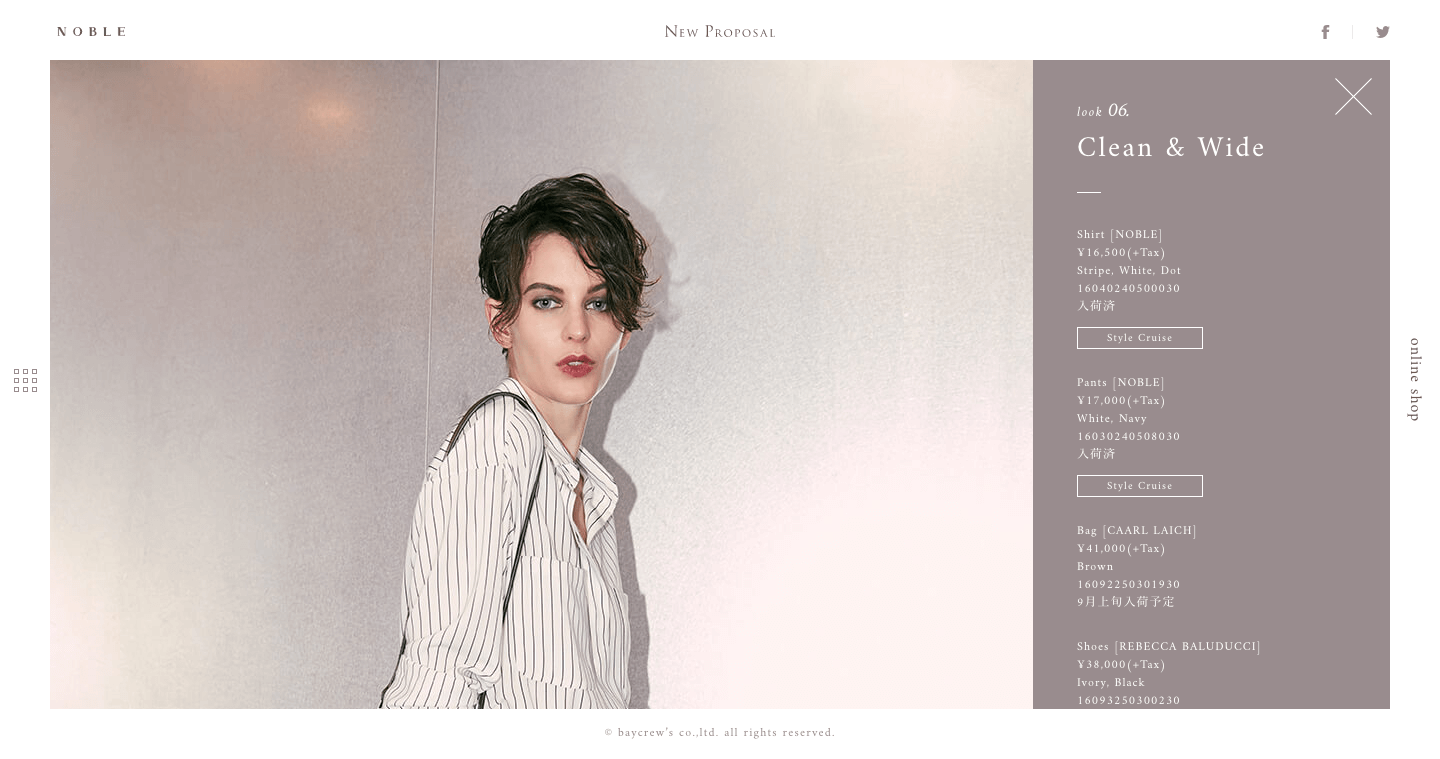 NOBLE
New Proposal
look 06.
Clean & Wide
Shirt [NOBLE]
¥16,500(+Tax)
Stripe, White, Dot
16040240500030
入荷済
Style Cruise
Pants [NOBLE]
¥17,000(+Tax)
White, Navy
16030240508030
入荷済
Style Cruise
Bag [CAARL LAICH]
¥41,000(+Tax)
Brown
16092250301930
9月上旬入荷予定
Shoes [REBECCA BALUDUCCI]
¥38,000(+Tax)
Ivory, Black
16093250300230
online shop
© baycrew's co.,ltd. all rights reserved.